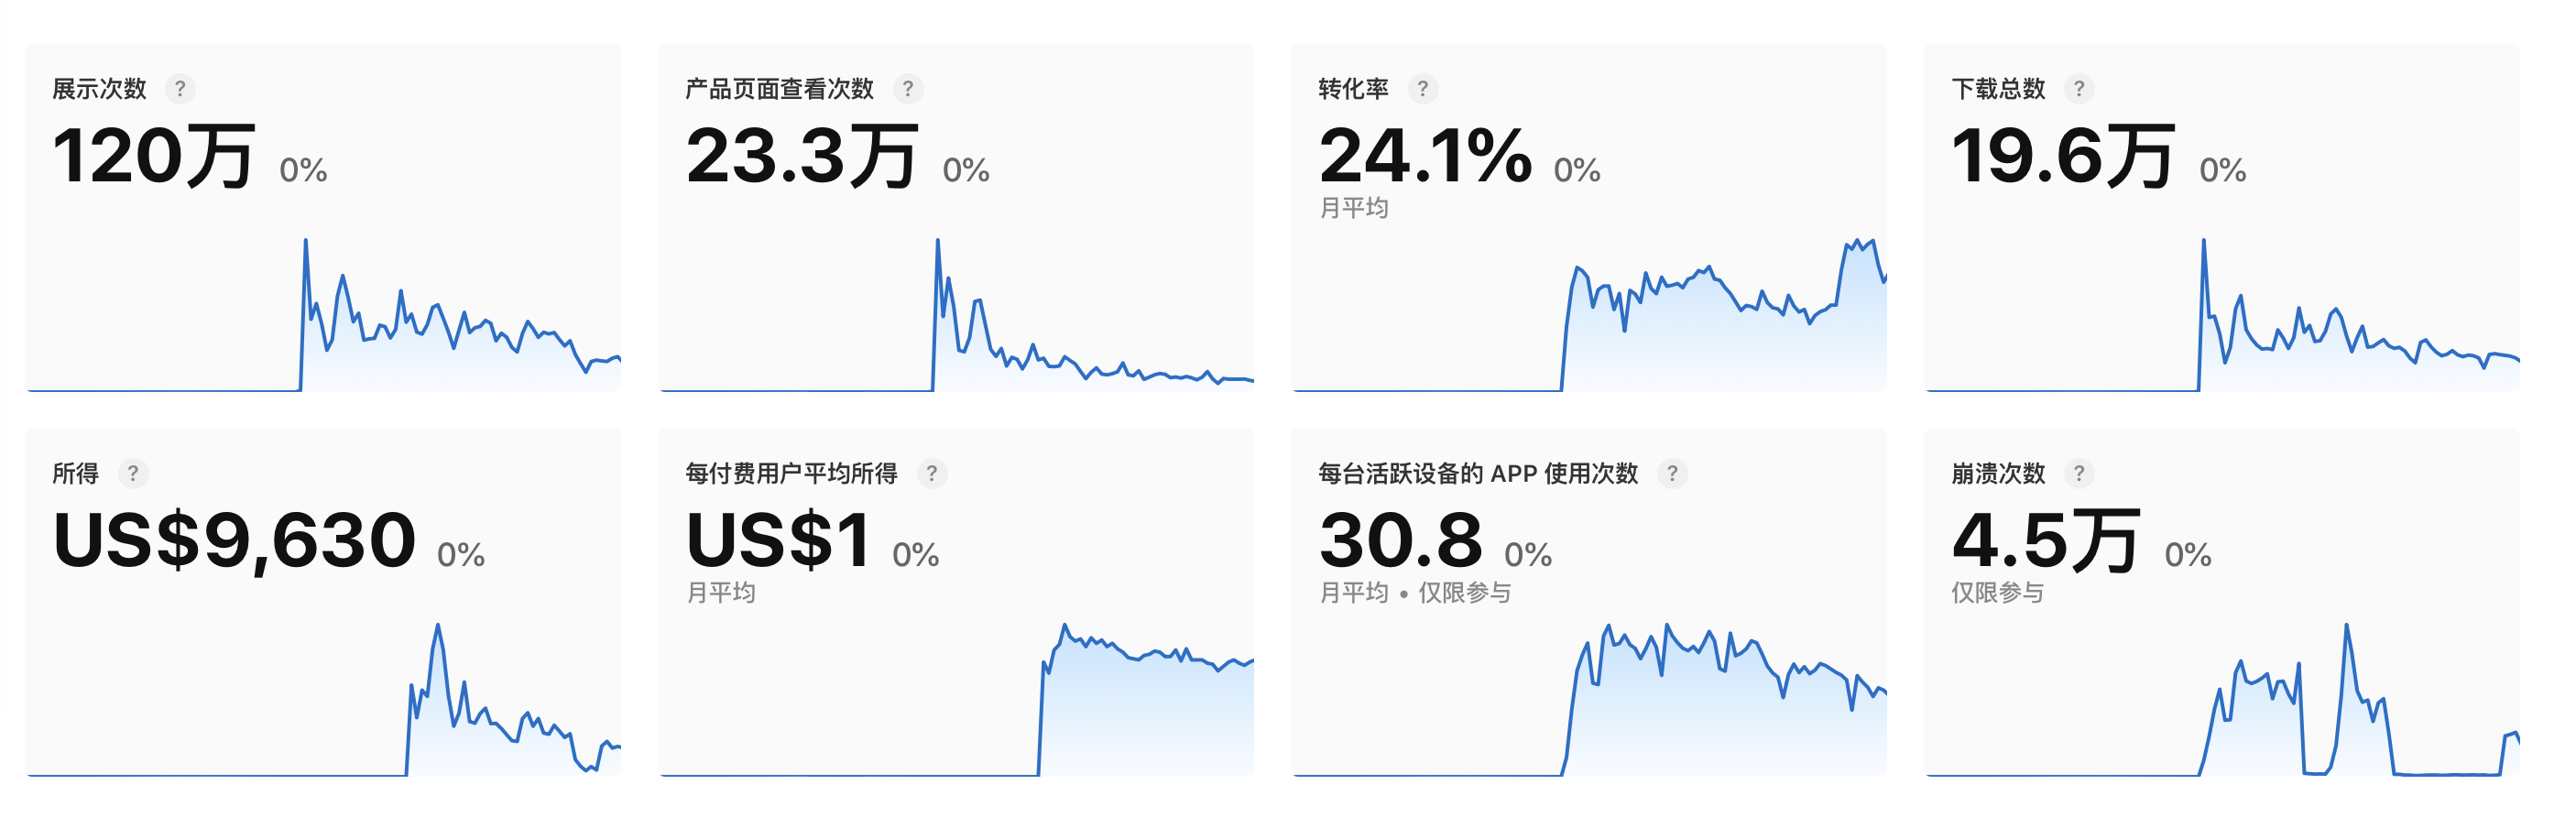 展示次数 ?
120万 0%
产品页面查看次数 ?
23.3万 0%
转化率 ?
24.1% 0%
月平均
下载总数 ?
19.6万 0%
所得 ?
US$9,630 0%
每付费用户平均所得 ?
US$1 0%
月平均
每台活跃设备的 APP 使用次数 ?
30.8 0%
月平均 • 仅限参与
崩溃次数 ?
4.5万 0%
仅限参与